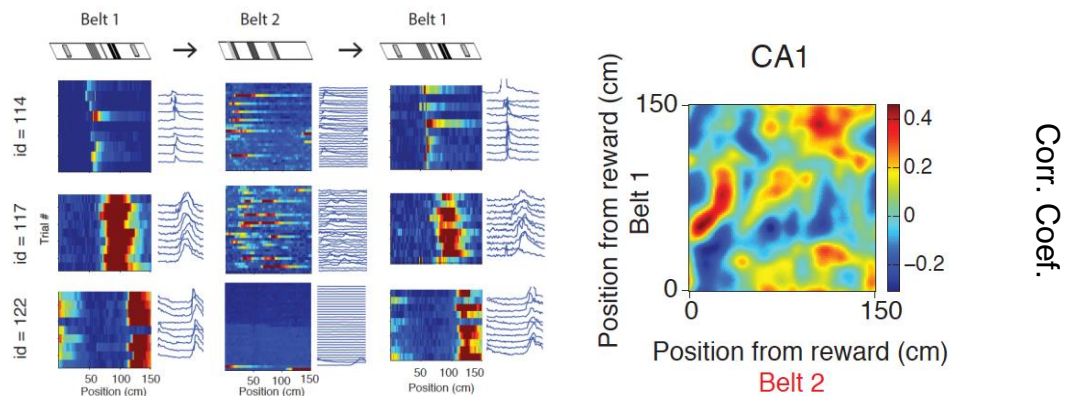 Belt 1
Belt 2
Belt 1
id = 114
id = 117
Trial #
id = 122
50 100 150
Position (cm)
50 100 150
Position (cm)
50 100 150
Position (cm)
CA1
Position from reward (cm)
Belt 1
150
0
0
150
Position from reward (cm)
Belt 2
0.4
0.2
0
−0.2
Corr. Coef.